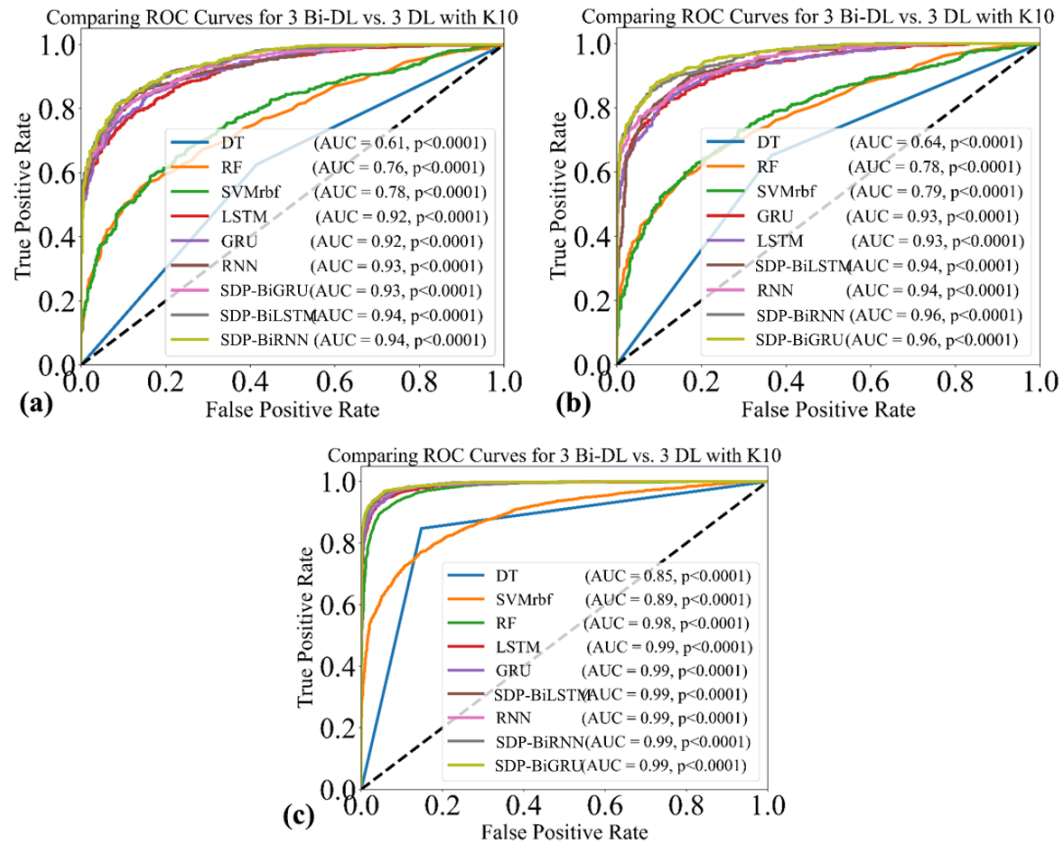 Comparing ROC Curves for 3 Bi-DL vs. 3 DL with K10
1.0
0.8
0.6
0.4
0.2
0.0
True Positive Rate
DT (AUC = 0.61, p<0.0001)
RF (AUC = 0.76, p<0.0001)
SVMrbf (AUC = 0.78, p<0.0001)
LSTM (AUC = 0.92, p<0.0001)
GRU (AUC = 0.92, p<0.0001)
RNN (AUC = 0.93, p<0.0001)
SDP-BiGRU (AUC = 0.93, p<0.0001)
SDP-BiLSTM (AUC = 0.94, p<0.0001)
SDP-BiRNN (AUC = 0.94, p<0.0001)
0.0 0.2 0.4 0.6 0.8 1.0
False Positive Rate
(a)
Comparing ROC Curves for 3 Bi-DL vs. 3 DL with K10
1.0
0.8
0.6
0.4
0.2
0.0
True Positive Rate
DT (AUC = 0.64, p<0.0001)
RF (AUC = 0.78, p<0.0001)
SVMrbf (AUC = 0.79, p<0.0001)
GRU (AUC = 0.93, p<0.0001)
LSTM (AUC = 0.93, p<0.0001)
SDP-BiLSTM (AUC = 0.94, p<0.0001)
RNN (AUC = 0.94, p<0.0001)
SDP-BiRNN (AUC = 0.96, p<0.0001)
SDP-BiGRU (AUC = 0.96, p<0.0001)
0.0 0.2 0.4 0.6 0.8 1.0
False Positive Rate
(b)
Comparing ROC Curves for 3 Bi-DL vs. 3 DL with K10
1.0
0.8
0.6
0.4
0.2
0.0
True Positive Rate
DT (AUC = 0.85, p<0.0001)
SVMrbf (AUC = 0.89, p<0.0001)
RF (AUC = 0.98, p<0.0001)
LSTM (AUC = 0.99, p<0.0001)
GRU (AUC = 0.99, p<0.0001)
SDP-BiLSTM (AUC = 0.99, p<0.0001)
RNN (AUC = 0.99, p<0.0001)
SDP-BiRNN (AUC = 0.99, p<0.0001)
SDP-BiGRU (AUC = 0.99, p<0.0001)
0.0 0.2 0.4 0.6 0.8 1.0
False Positive Rate
(c)